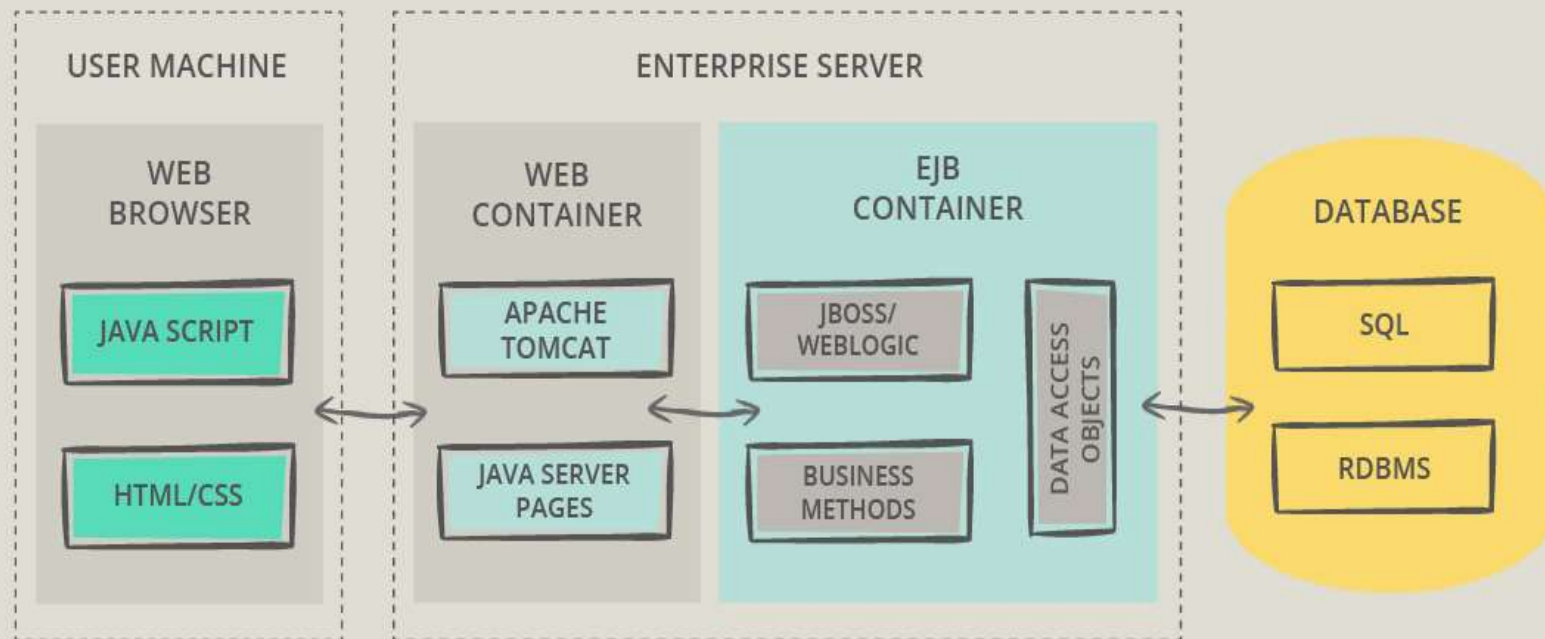 USER MACHINE
WEB
BROWSER
JAVA SCRIPT
HTML/CSS
ENTERPRISE SERVER
WEB
CONTAINER
APACHE
TOMCAT
JAVA SERVER
PAGES
EJB
CONTAINER
JBOSS/
WEBLOGIC
BUSINESS
METHODS
DATA ACCESS
OBJECTS
DATABASE
SQL
RDBMS